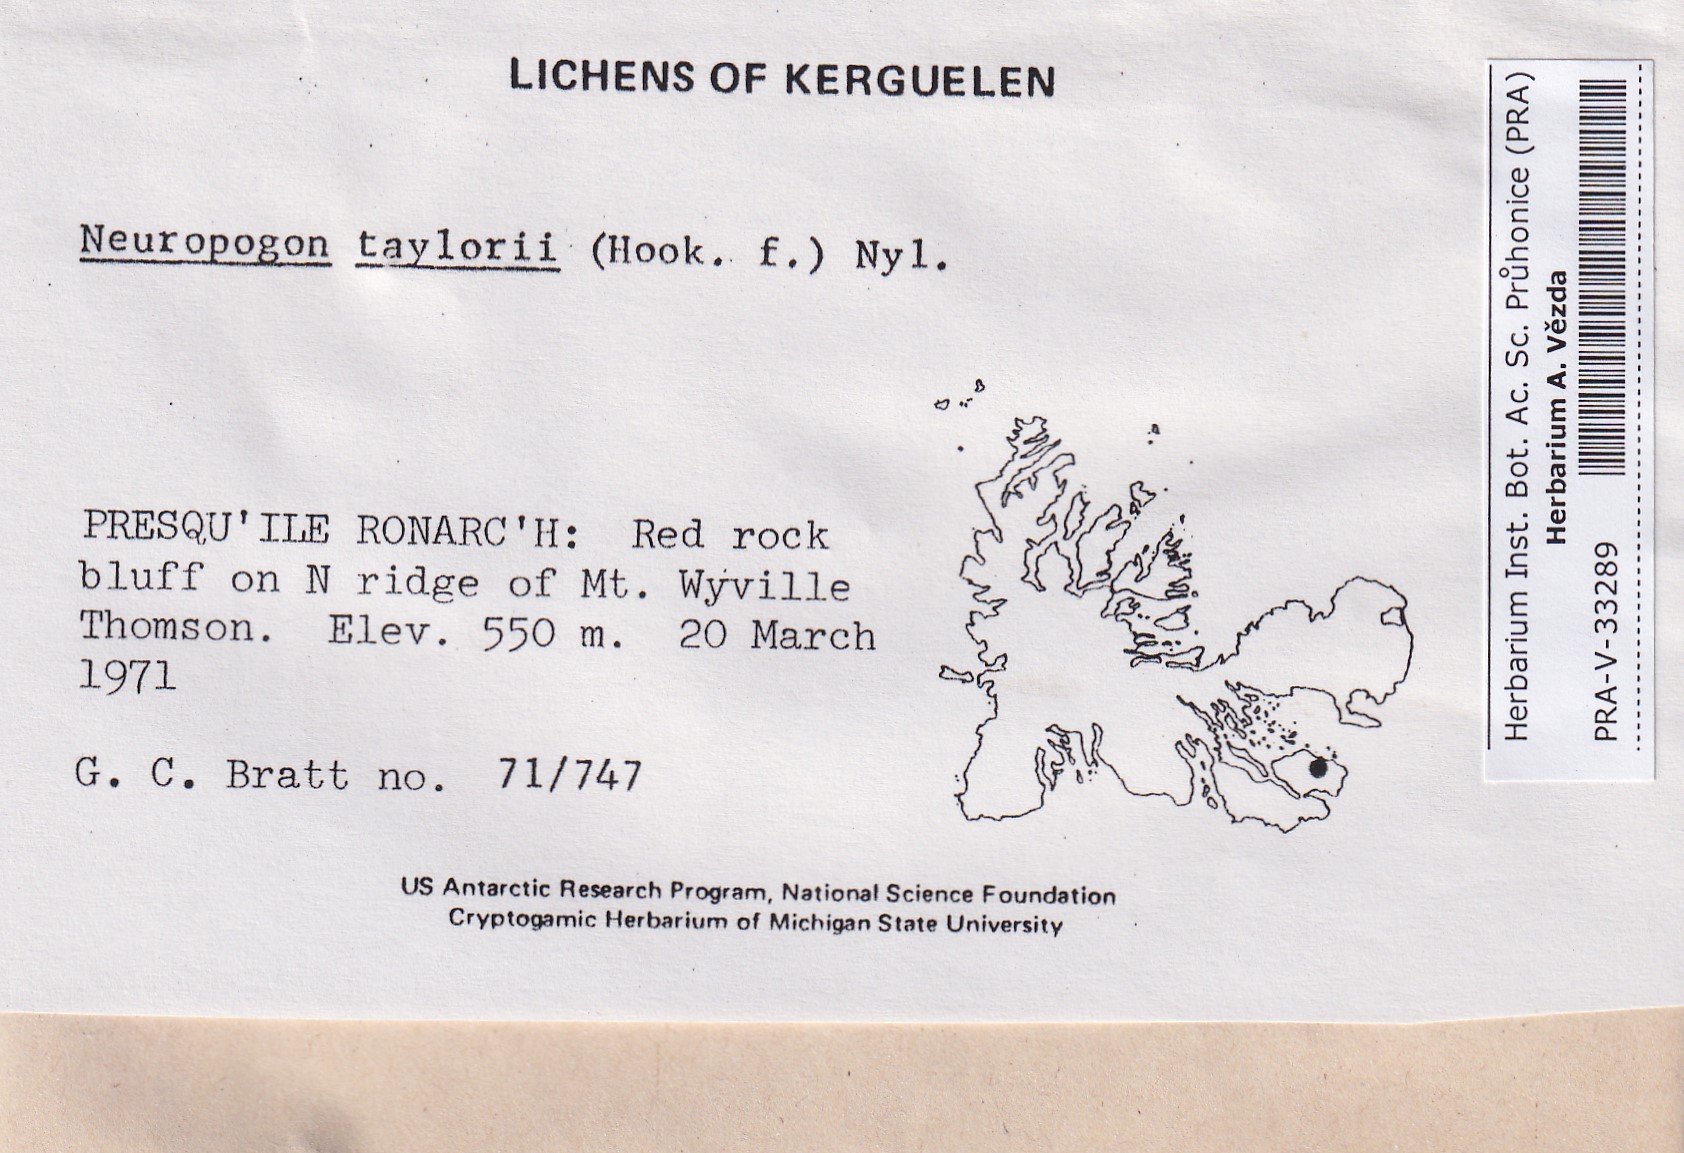 LICHENS OF KERGUELEN
Neuropogon taylorii (Hook. f.) Nyl.
PRESQU'ILE RONARC'H: Red rock
bluff on N ridge of Mt. Wyville
Thomson. Elev. 550 m. 20 March
1971
G. C. Bratt no. 71/747
US Antarctic Research Program, National Science Foundation
Cryptogamic Herbarium of Michigan State University
Herbarium Inst. Bot. Ac. Sc. Průhonice (PRA)
Herbarium A. Vězda
PRA-V-33289